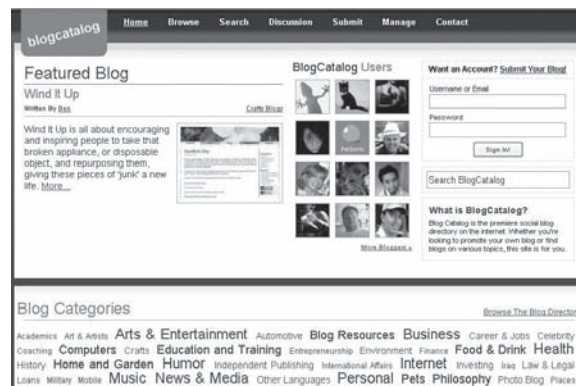 blogcatalog
Home Browse Search Discussion Submit Manage Contact
Featured Blog
Wind It Up
Written By Ben
Crafts Blogs
Wind It Up is all about encouraging
and inspiring people to take that
broken appliance, or disposable
object, and repurposing them,
giving these pieces of 'junk' a new
life. More...
BlogCatalog Users
More Bloggers »
Want an Account? Submit Your Blog!
Username or Email
Password
Sign In!
Search BlogCatalog
What is BlogCatalog?
Blog Catalog is the premiere social blog
directory on the internet. Whether you're
looking to promote your own blog or find
blogs on various topics, this site is for you.
Blog Categories
Browse The Blog Director
Academics Art & Artists Arts & Entertainment Automotive Blog Resources Business Career & Jobs Celebrity
Coaching Computers Crafts Education and Training Entrepreneurship Environment Finance Food & Drink Health
History Home and Garden Humor Independent Publishing International Affairs Internet Investing Iraq Law & Legal
Loans Military Mobile Music News & Media Other Languages Personal Pets Philosophy Photo Blog